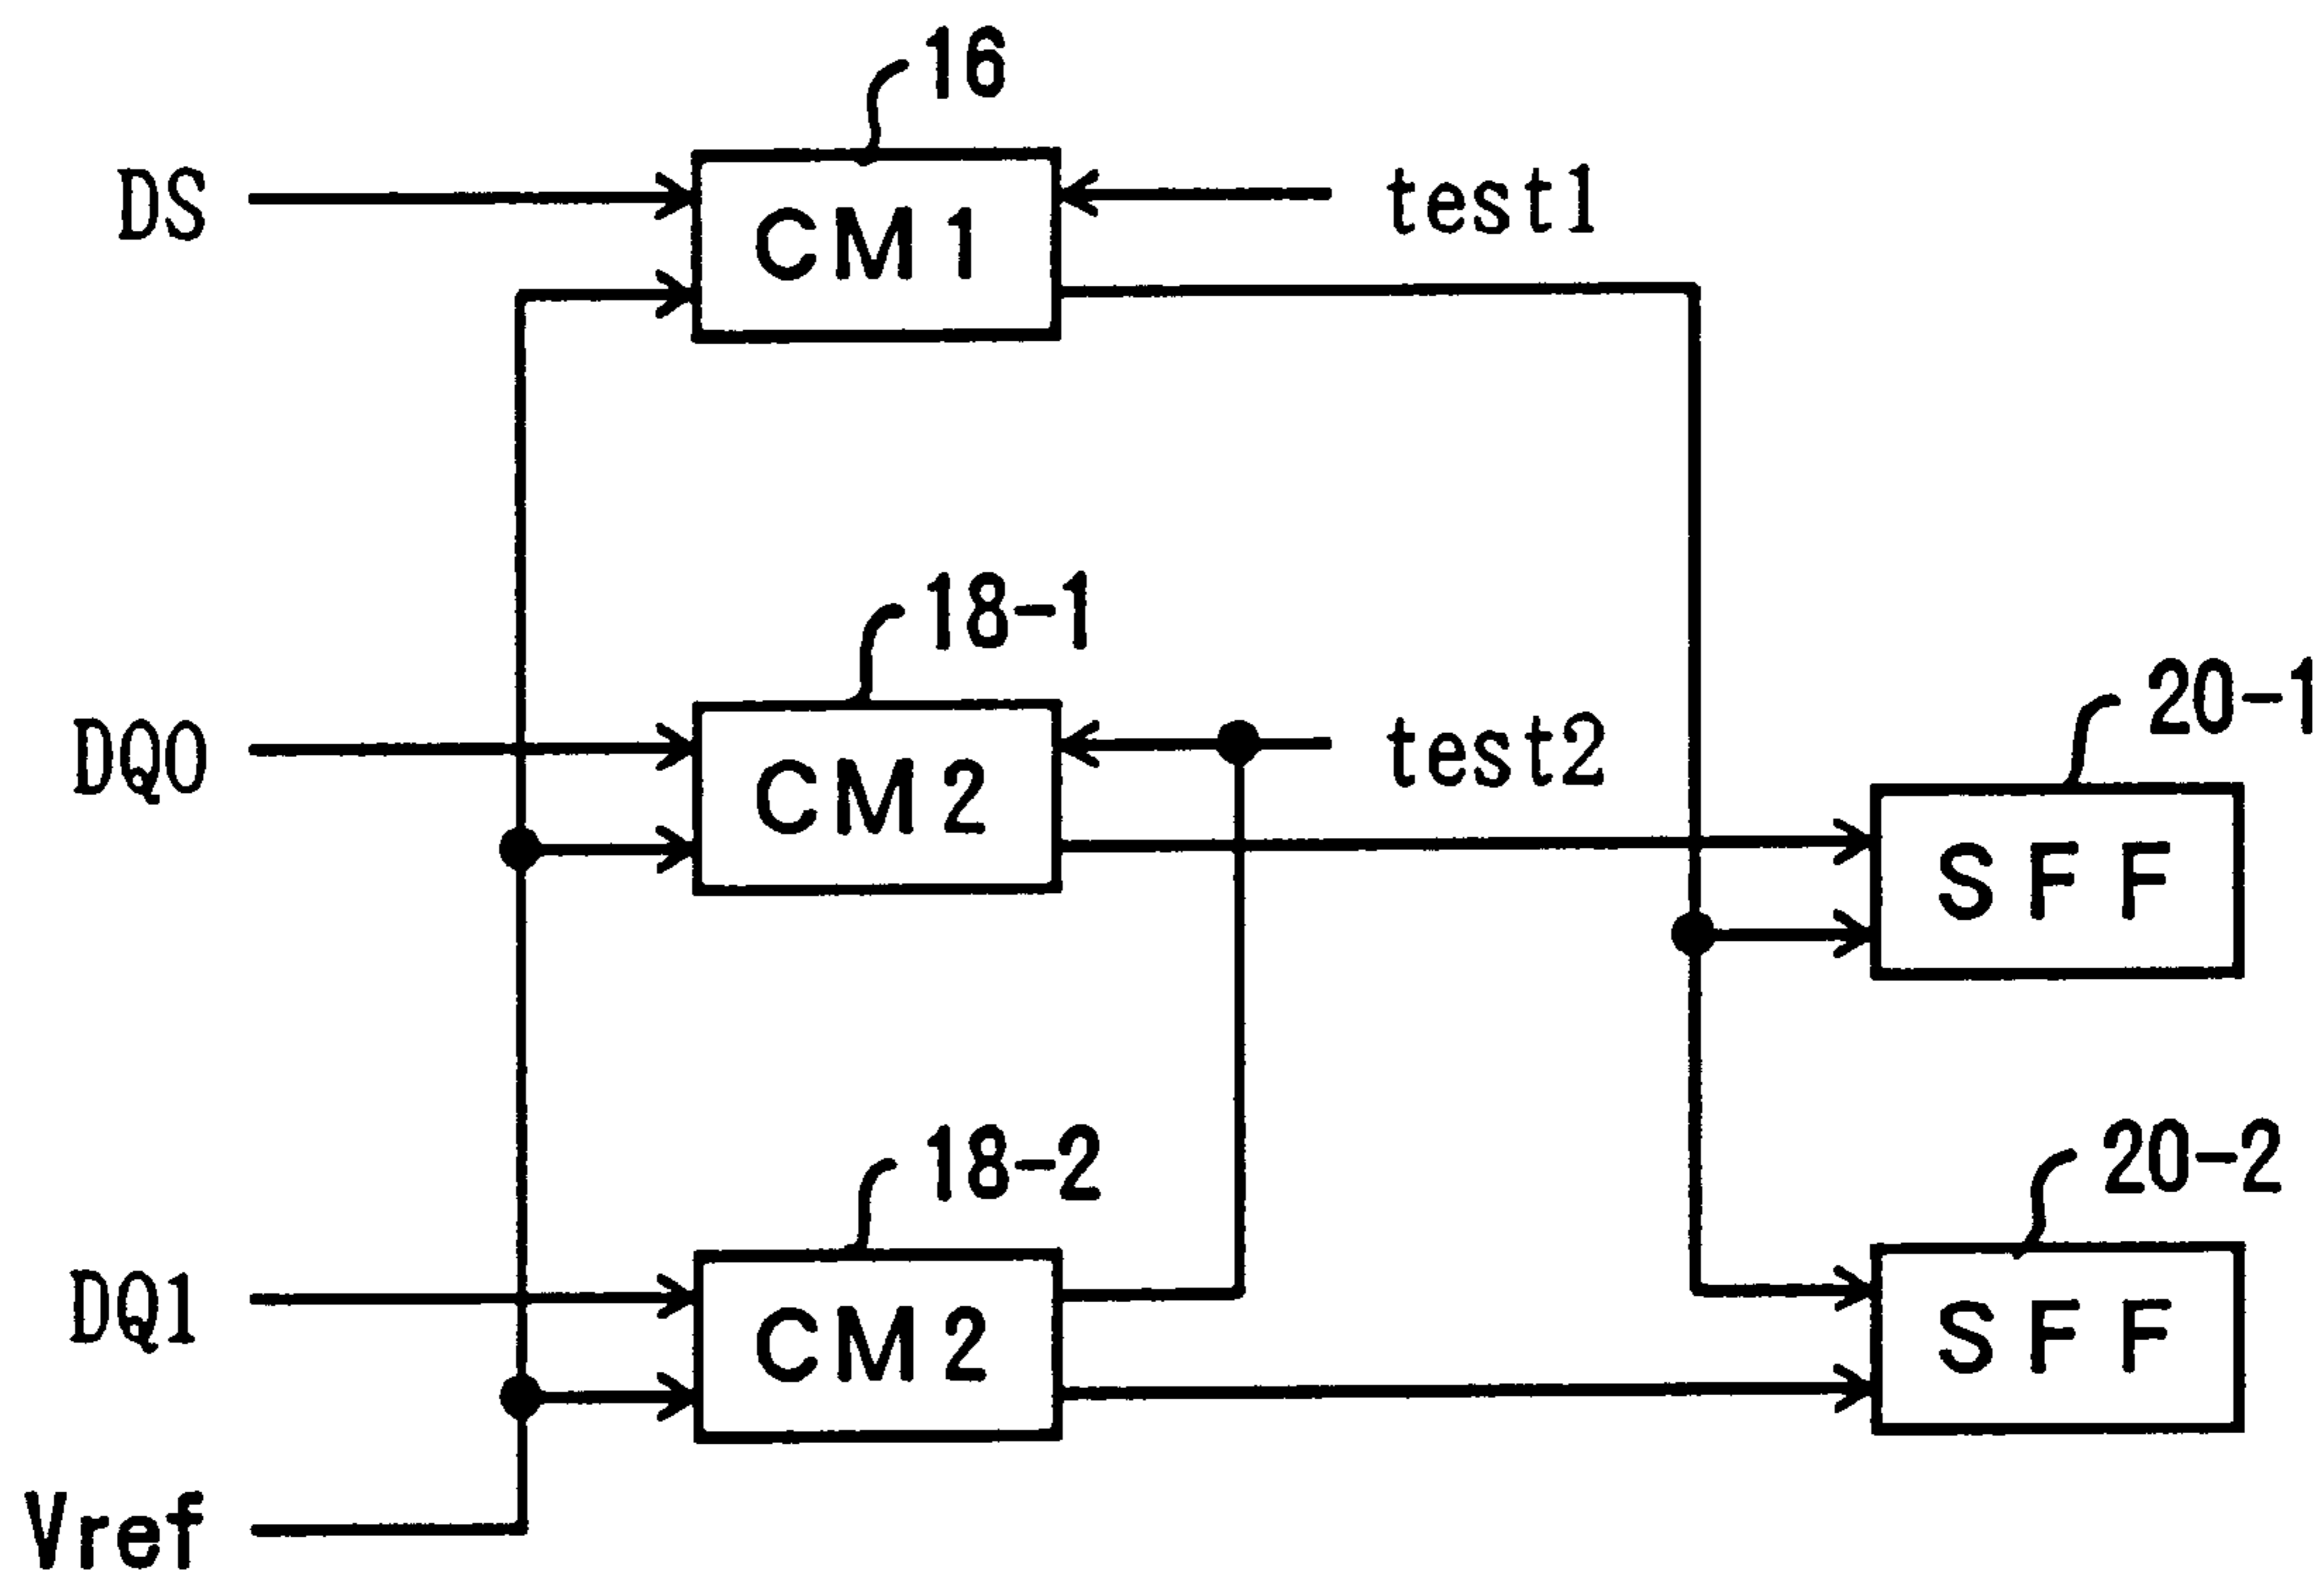 16
DS
CM1
test1
18-1
DQ0
CM2
test2
20-1
SFF
18-2
20-2
DQ1
CM2
SFF
Vref